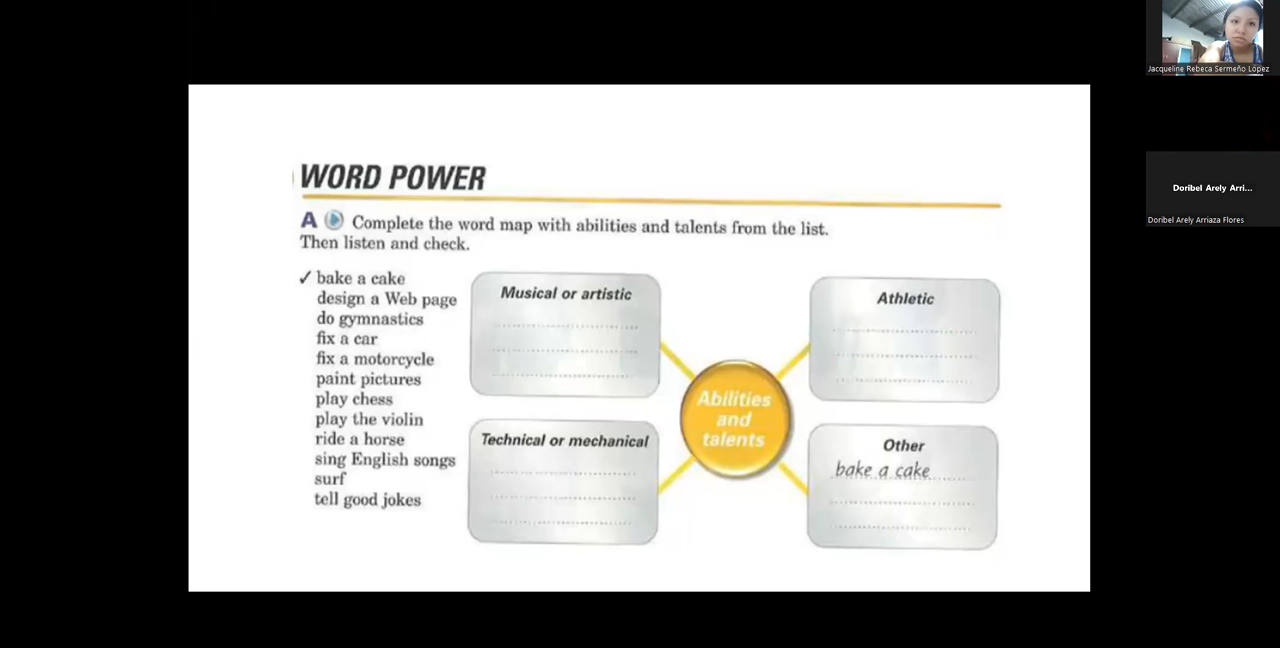 WORD POWER
A Complete the word map with abilities and talents from the list.
Then listen and check.
✓ bake a cake
design a Web page
do gymnastics
fix a car
fix a motorcycle
paint pictures
play chess
play the violin
ride a horse
sing English songs
surf
tell good jokes
Musical or artistic
Athletic
Abilities
and
talents
Technical or mechanical
Other
bake a cake
Jacqueline Rebeca Sermeño López
Doribel Arely Arri...
Doribel Arely Arriaza Flores